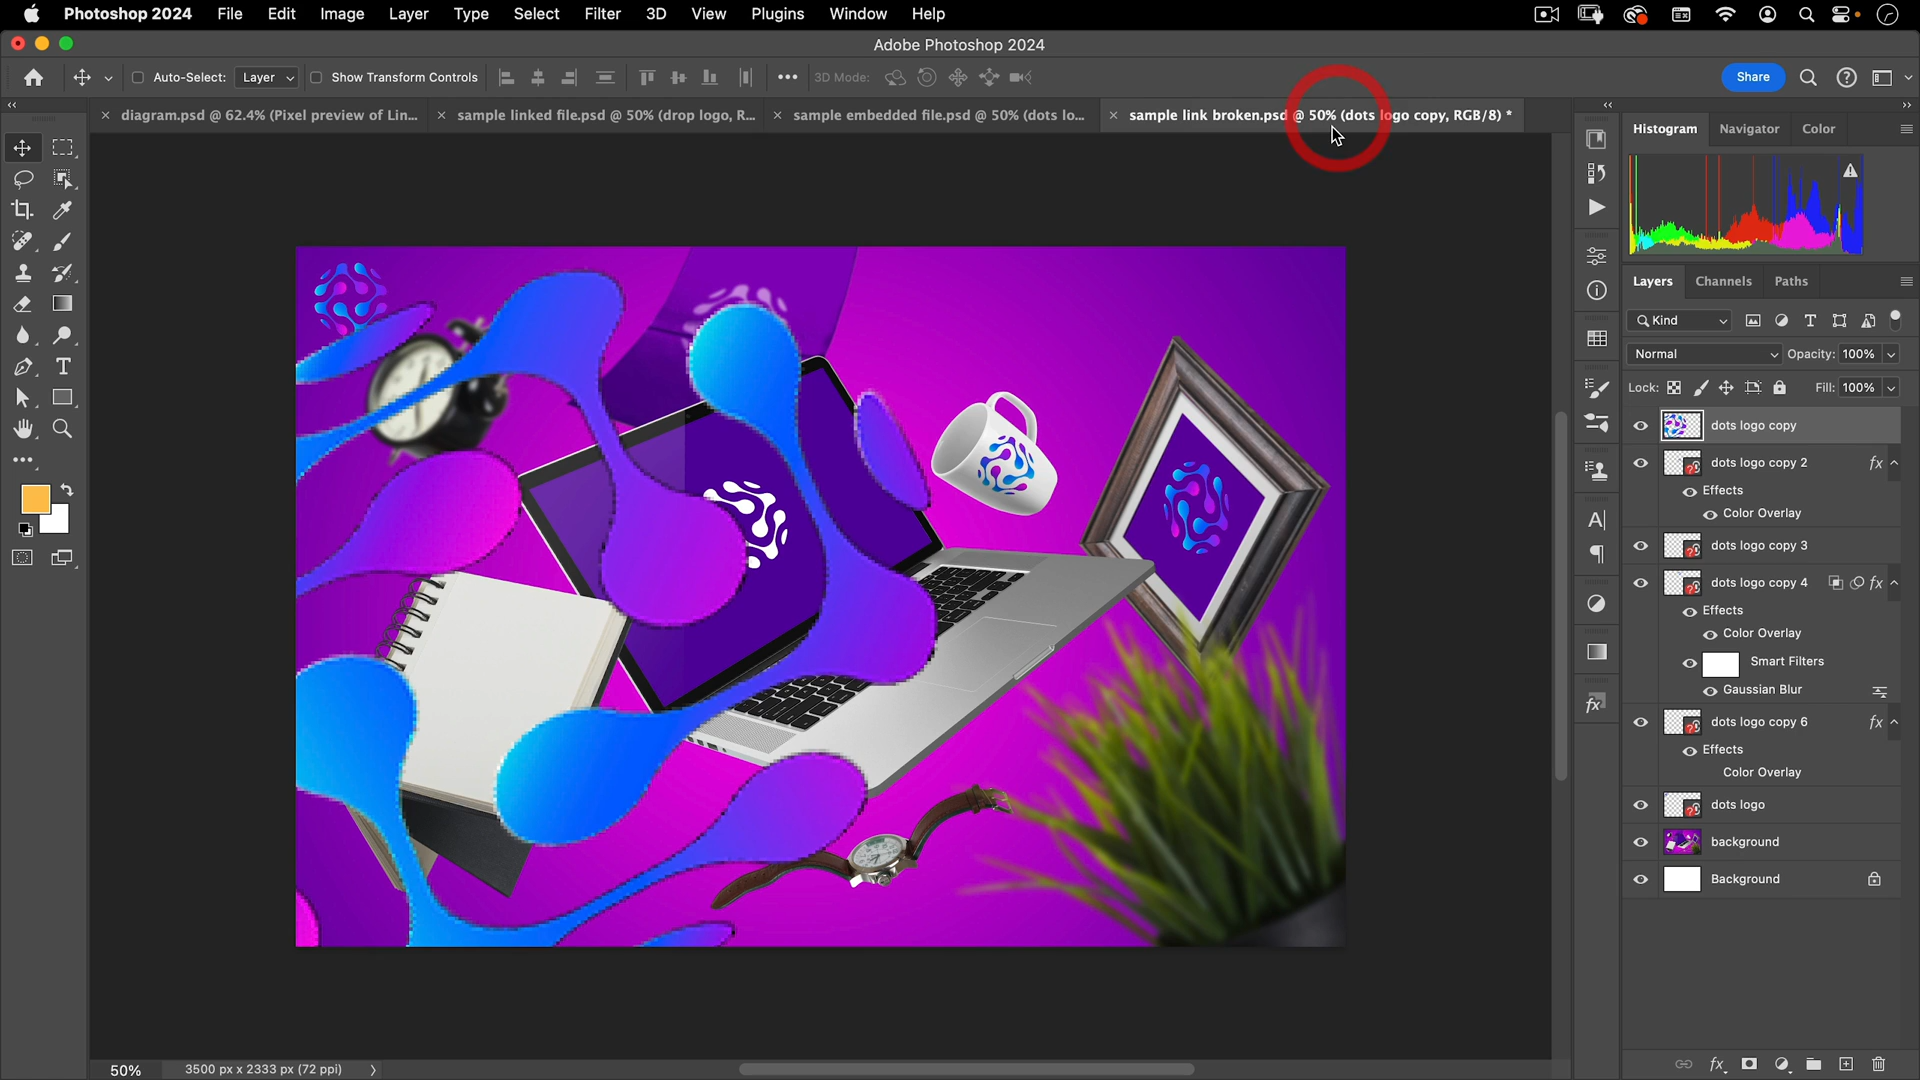 Photoshop 2024 File Edit Image Layer Type Select Filter 3D View Plugins Window Help
Adobe Photoshop 2024
Auto-Select: Layer Show Transform Controls 3D Mode: Share
diagram.psd @ 62.4% (Pixel preview of Lin... sample linked file.psd @ 50% (drop logo, R... sample embedded file.psd @ 50% (dots lo... sample link broken.psd @ 50% (dots logo copy, RGB/8) *
Histogram Navigator Color
Layers Channels Paths
Kind
Normal Opacity: 100%
Lock: Fill: 100%
dots logo copy
dots logo copy 2 fx
Effects
Color Overlay
dots logo copy 3
dots logo copy 4 fx
Effects
Color Overlay
Smart Filters
Gaussian Blur
dots logo copy 6 fx
Effects
Color Overlay
dots logo
background
Background
50% 3500 px x 2333 px (72 ppi)